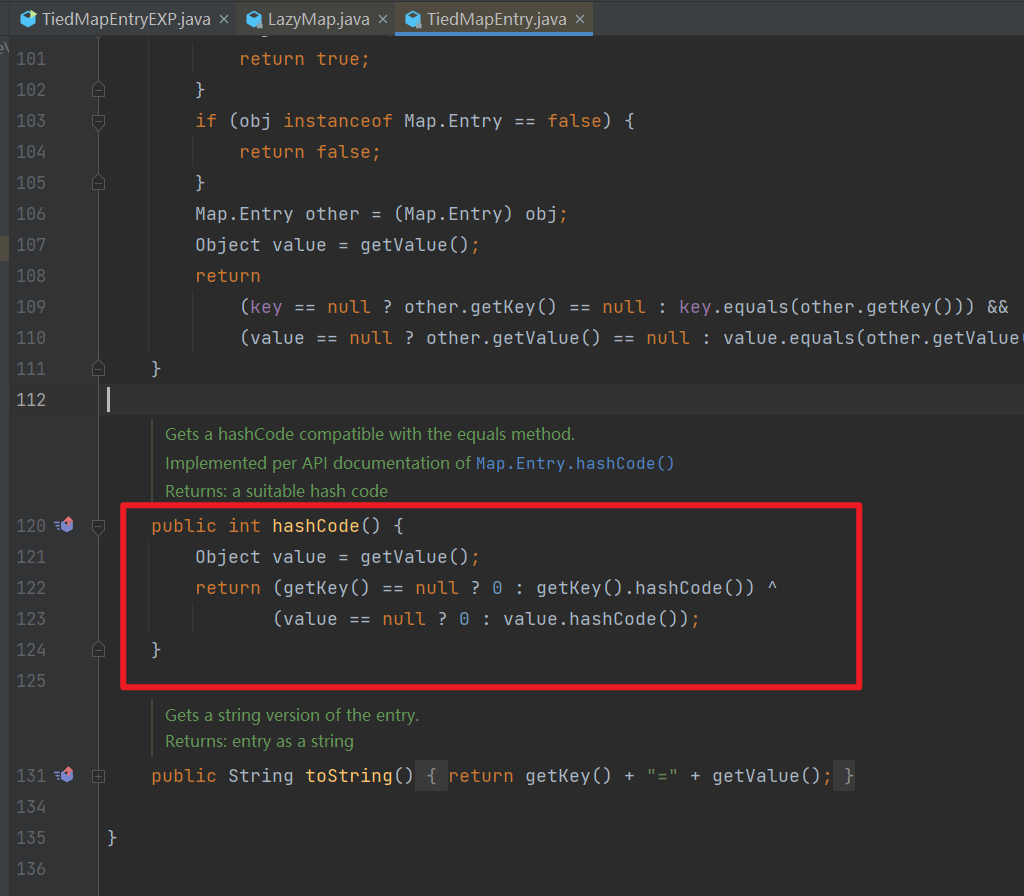 TiedMapEntryEXP.java × LazyMap.java × TiedMapEntry.java ×
101 return true;
102 }
103 if (obj instanceof Map.Entry == false) {
104 return false;
105 }
106 Map.Entry other = (Map.Entry) obj;
107 Object value = getValue();
108 return
109 (key == null ? other.getKey() == null : key.equals(other.getKey())) &&
110 (value == null ? other.getValue() == null : value.equals(other.getValue(
111 }
112
Gets a hashCode compatible with the equals method.
Implemented per API documentation of Map.Entry.hashCode()
Returns: a suitable hash code
120 public int hashCode() {
121 Object value = getValue();
122 return (getKey() == null ? 0 : getKey().hashCode()) ^
123 (value == null ? 0 : value.hashCode());
124 }
125
Gets a string version of the entry.
Returns: entry as a string
131 public String toString() { return getKey() + "=" + getValue(); }
134
135 }
136